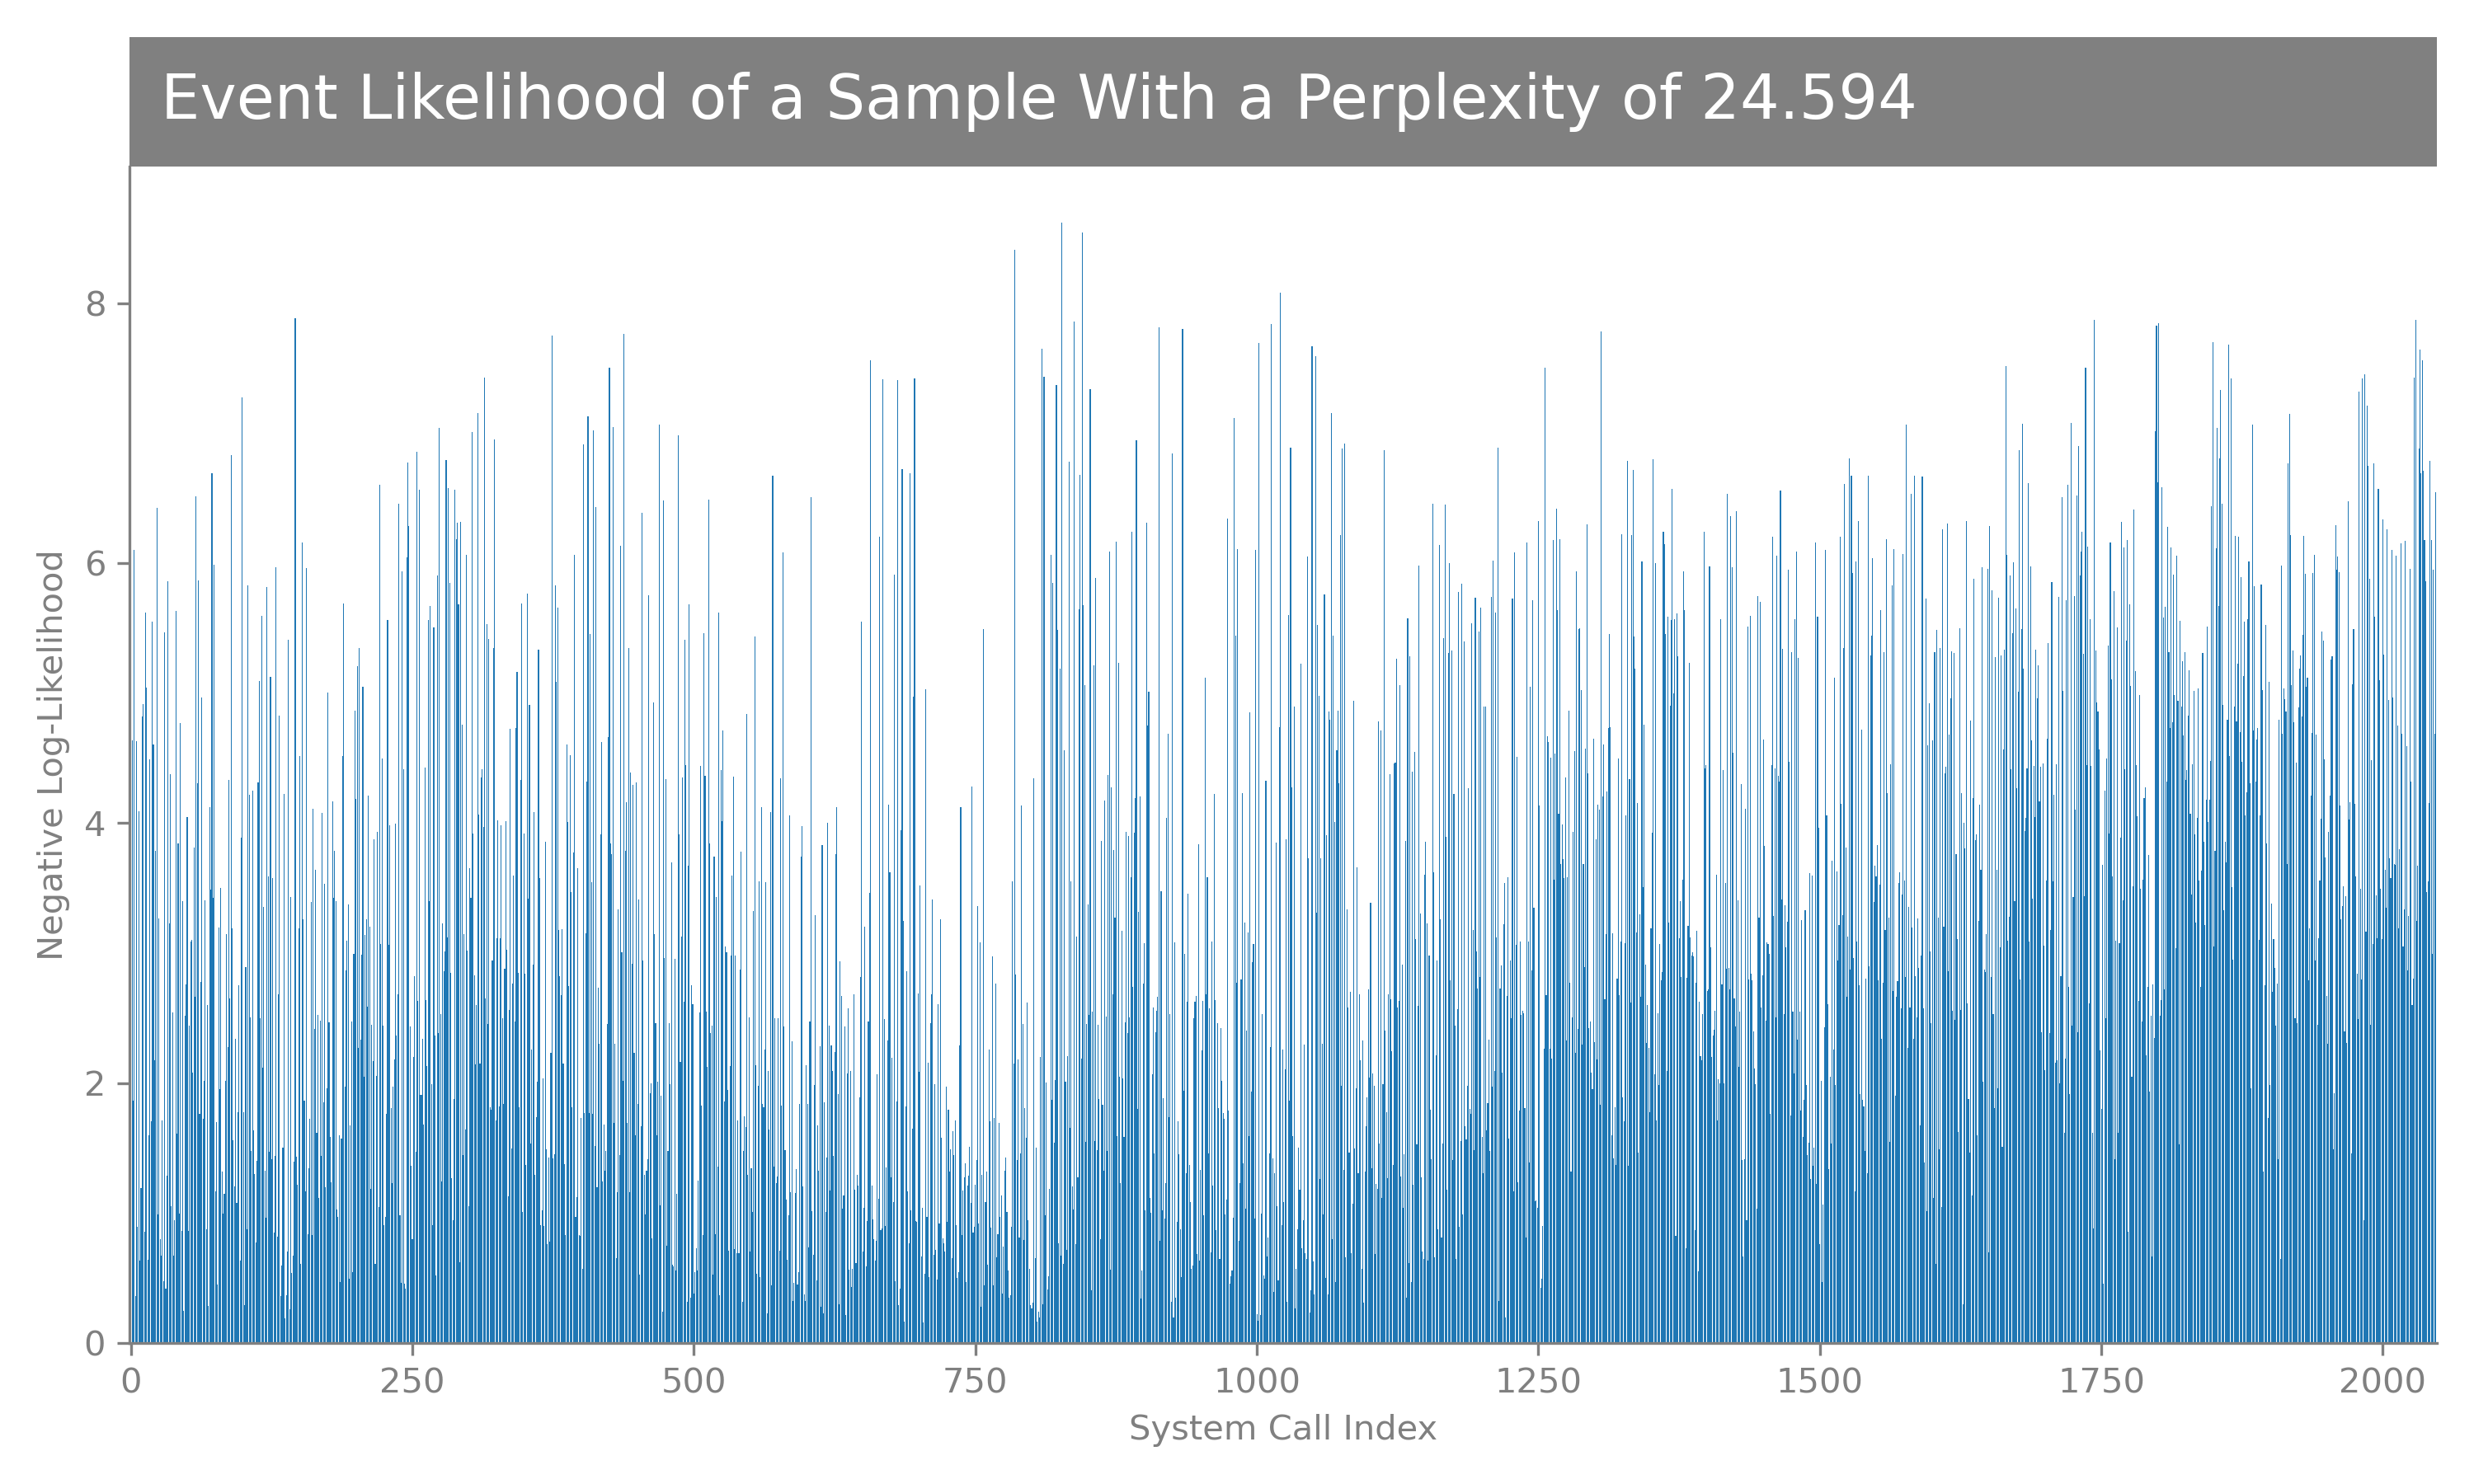 Event Likelihood of a Sample With a Perplexity of 24.594
Negative Log-Likelihood
8
6
4
2
0
0 250 500 750 1000 1250 1500 1750 2000
System Call Index